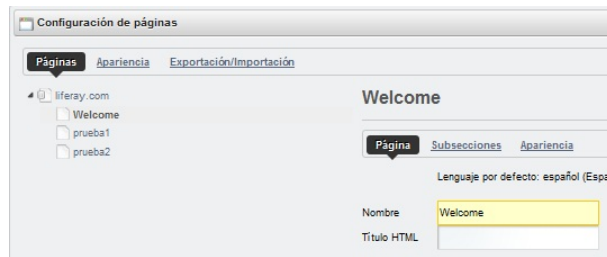 Configuración de páginas
Páginas Apariencia Exportación/Importación
liferay.com
Welcome
prueba1
prueba2
Welcome
Página Subsecciones Apariencia
Lenguaje por defecto: español (Espa
Nombre Welcome
Título HTML